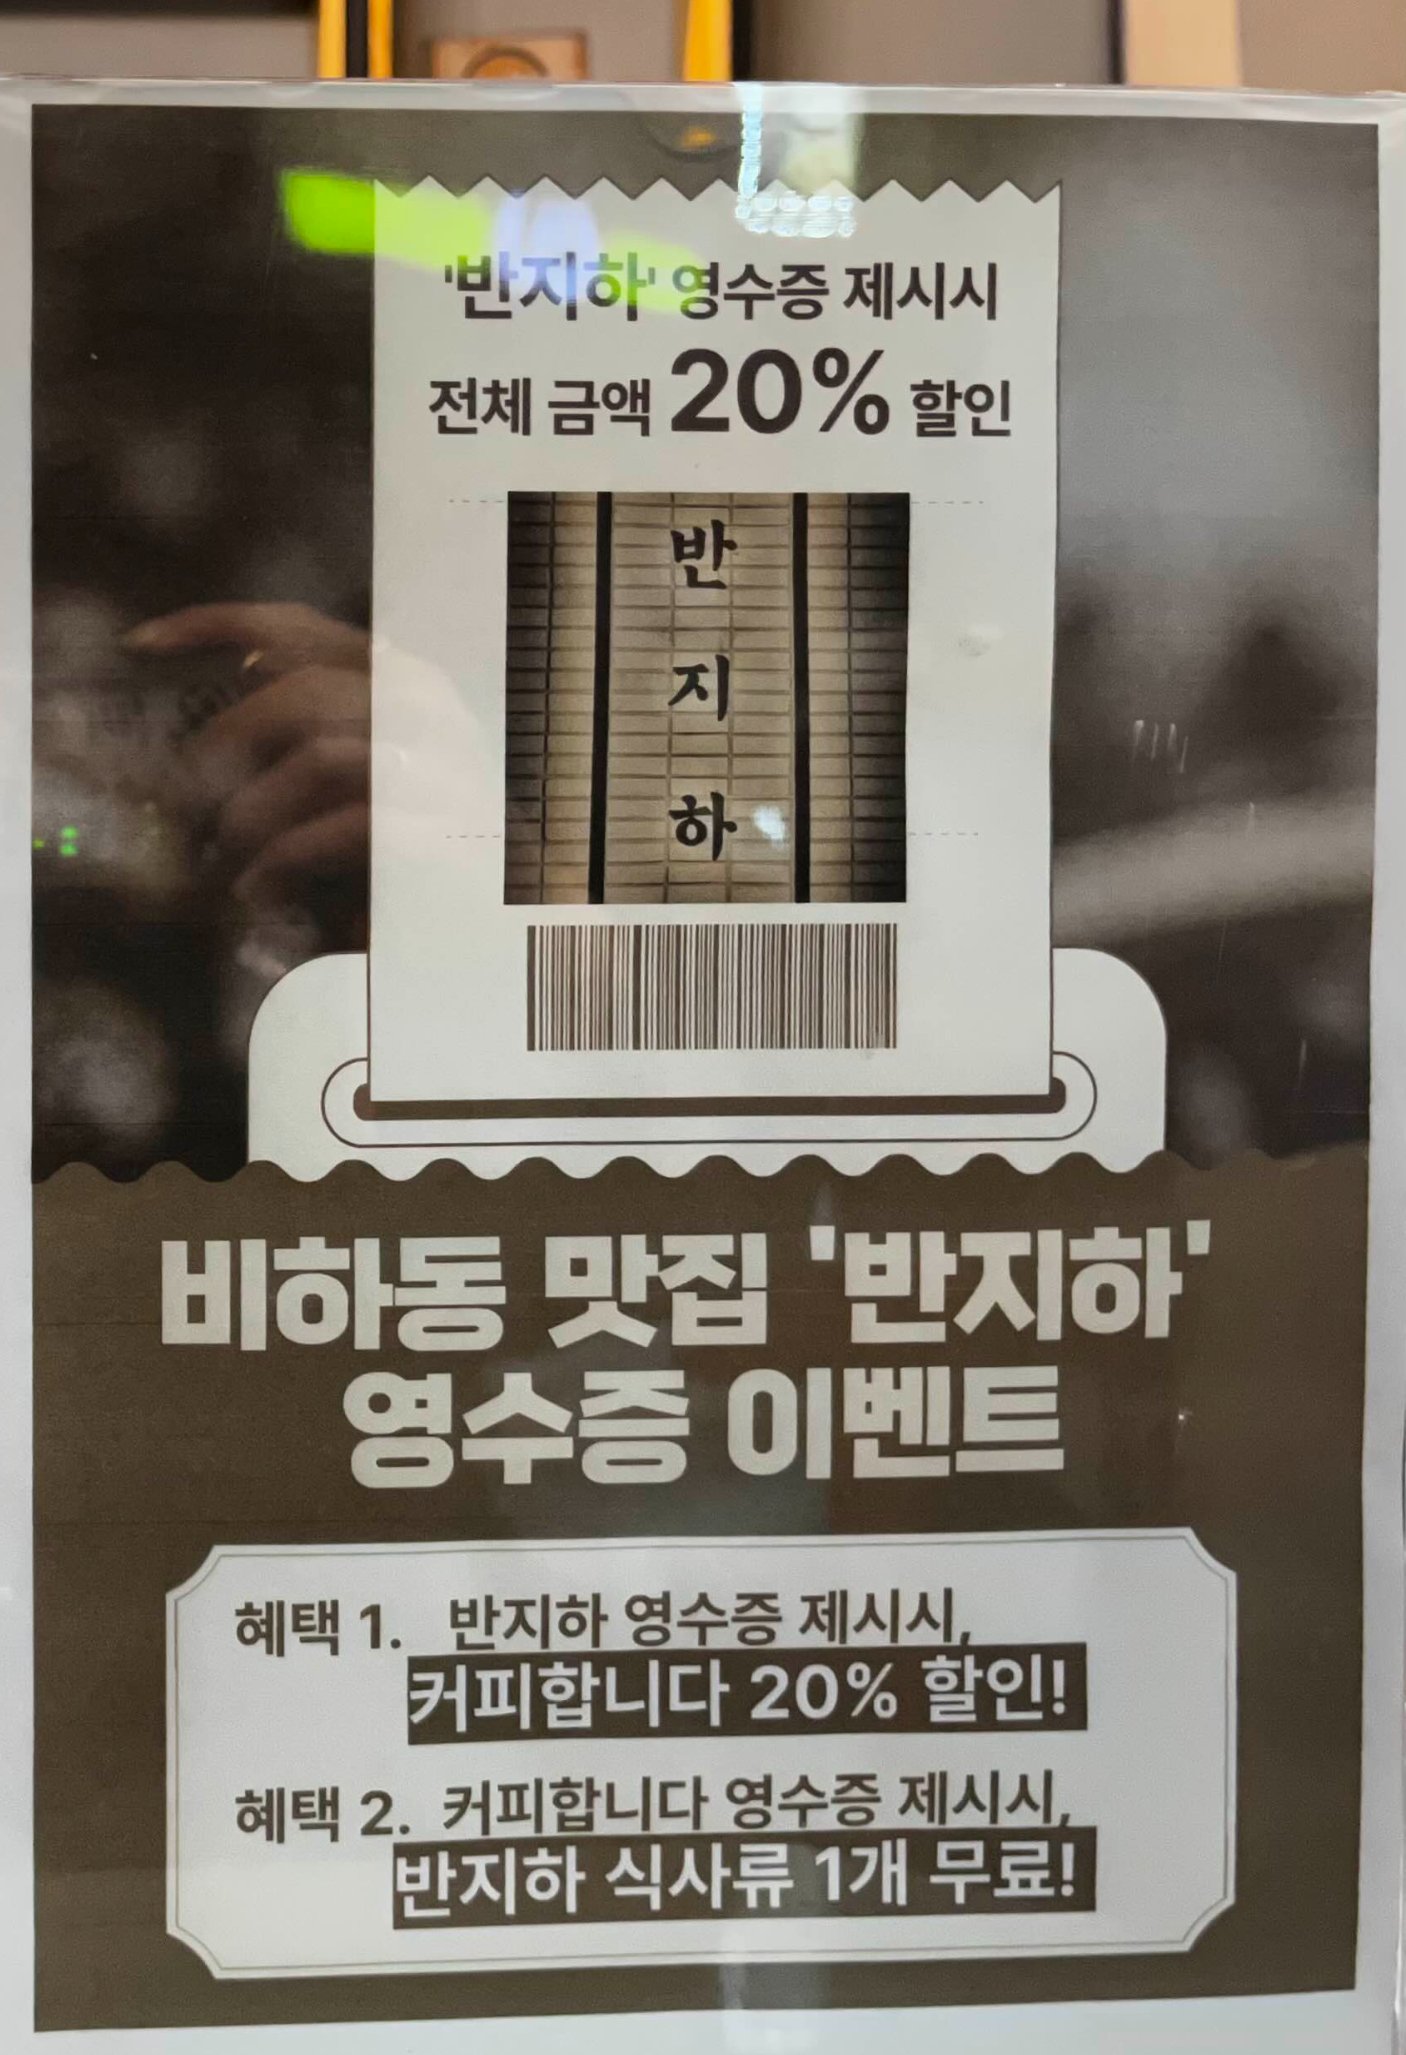 '반지하' 영수증 제시시
전체 금액 20% 할인
반
지
하
비하동 맛집 '반지하'
영수증 이벤트
혜택 1. 반지하 영수증 제시시,
커피합니다 20% 할인!
혜택 2. 커피합니다 영수증 제시시,
반지하 식사류 1개 무료!